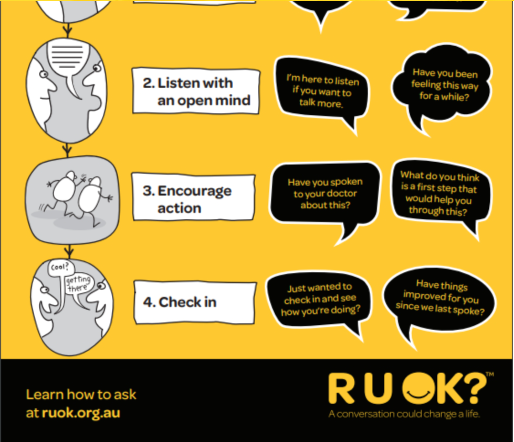 2. Listen with
an open mind
I'm here to listen
if you want to
talk more.
Have you been
feeling this way
for a while?
3. Encourage
action
Have you spoken
to your doctor
about this?
What do you think
is a first step that
would help you
through this?
cool?
getting
there
4. Check in
Just wanted to
check in and see
how you're doing?
Have things
improved for you
since we last spoke?
Learn how to ask
at ruok.org.au
R U OK?™
A conversation could change a life.